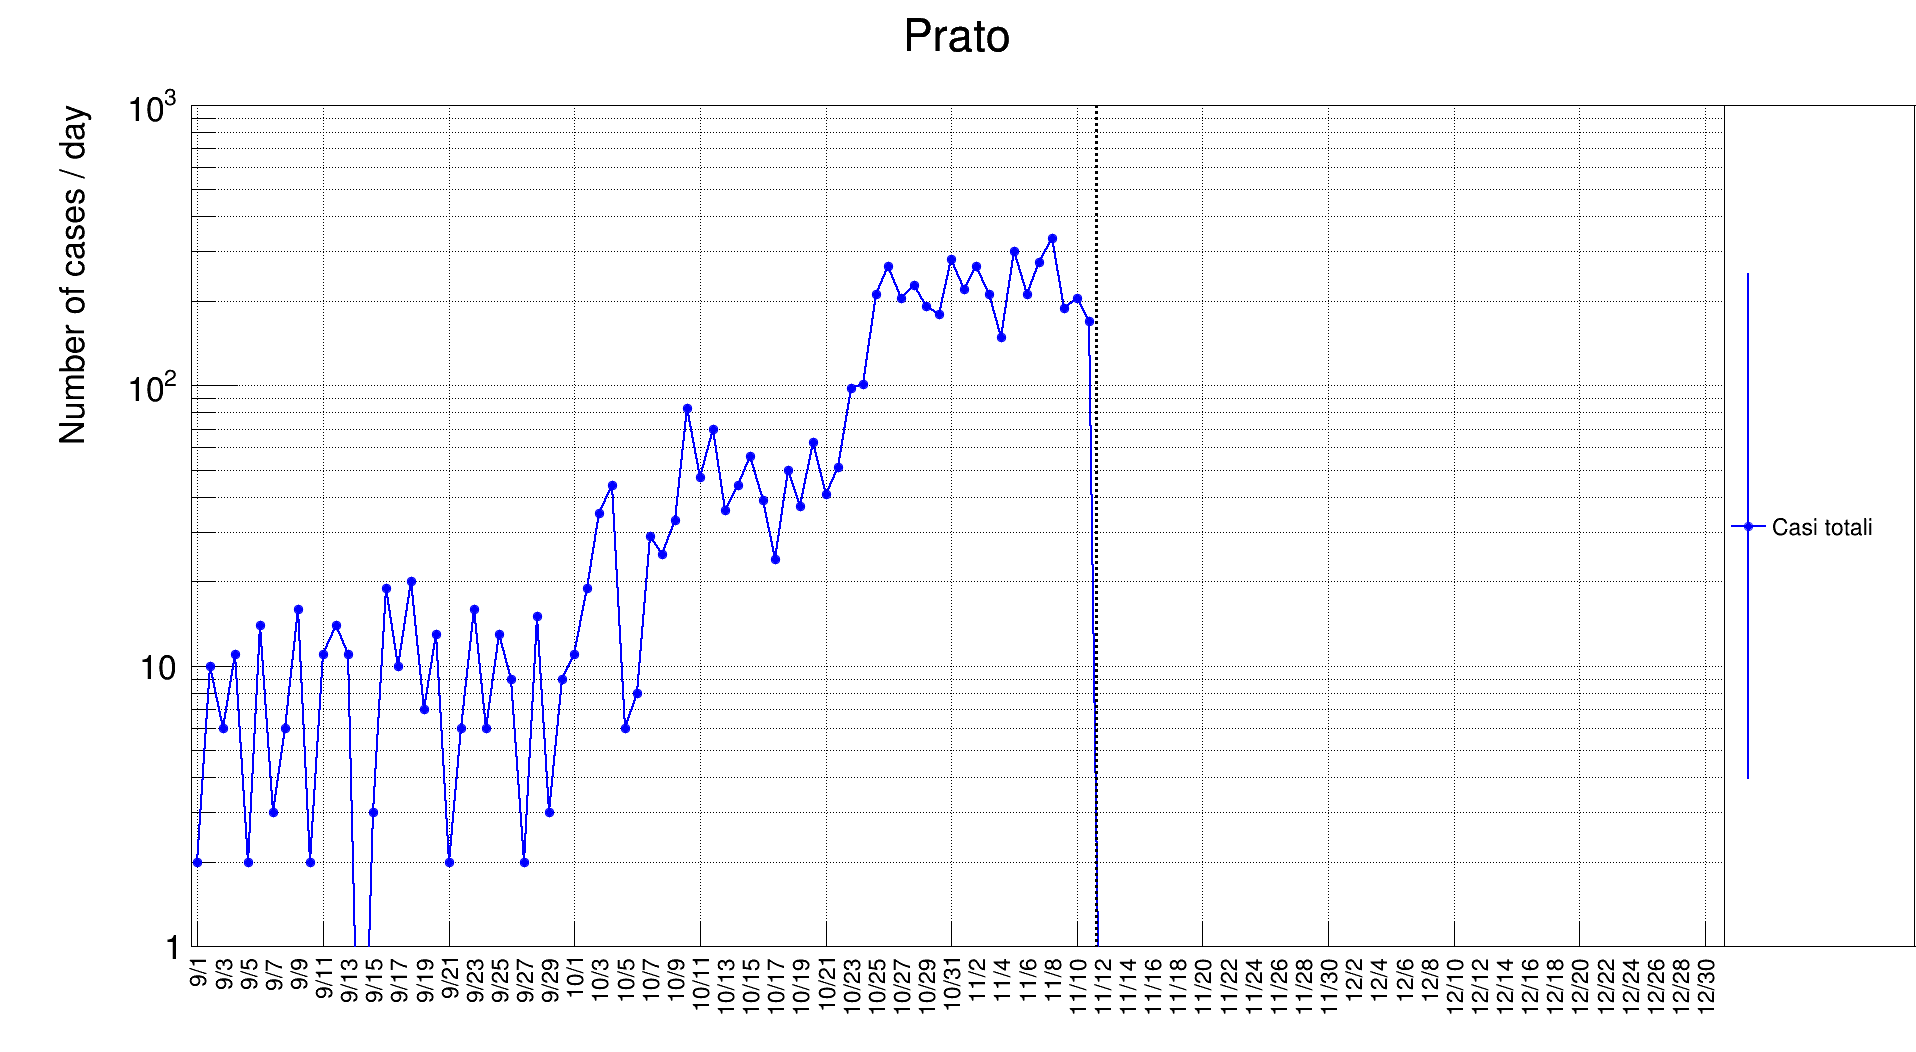 Prato
Number of cases / day
10³
10²
10
1
9/1 9/3 9/5 9/7 9/9 9/11 9/13 9/15 9/17 9/19 9/21 9/23 9/25 9/27 9/29 10/1 10/3 10/5 10/7 10/9 10/11 10/13 10/15 10/17 10/19 10/21 10/23 10/25 10/27 10/29 10/31 11/2 11/4 11/6 11/8 11/10 11/12 11/14 11/16 11/18 11/20 11/22 11/24 11/26 11/28 11/30 12/2 12/4 12/6 12/8 12/10 12/12 12/14 12/16 12/18 12/20 12/22 12/24 12/26 12/28 12/30
Casi totali